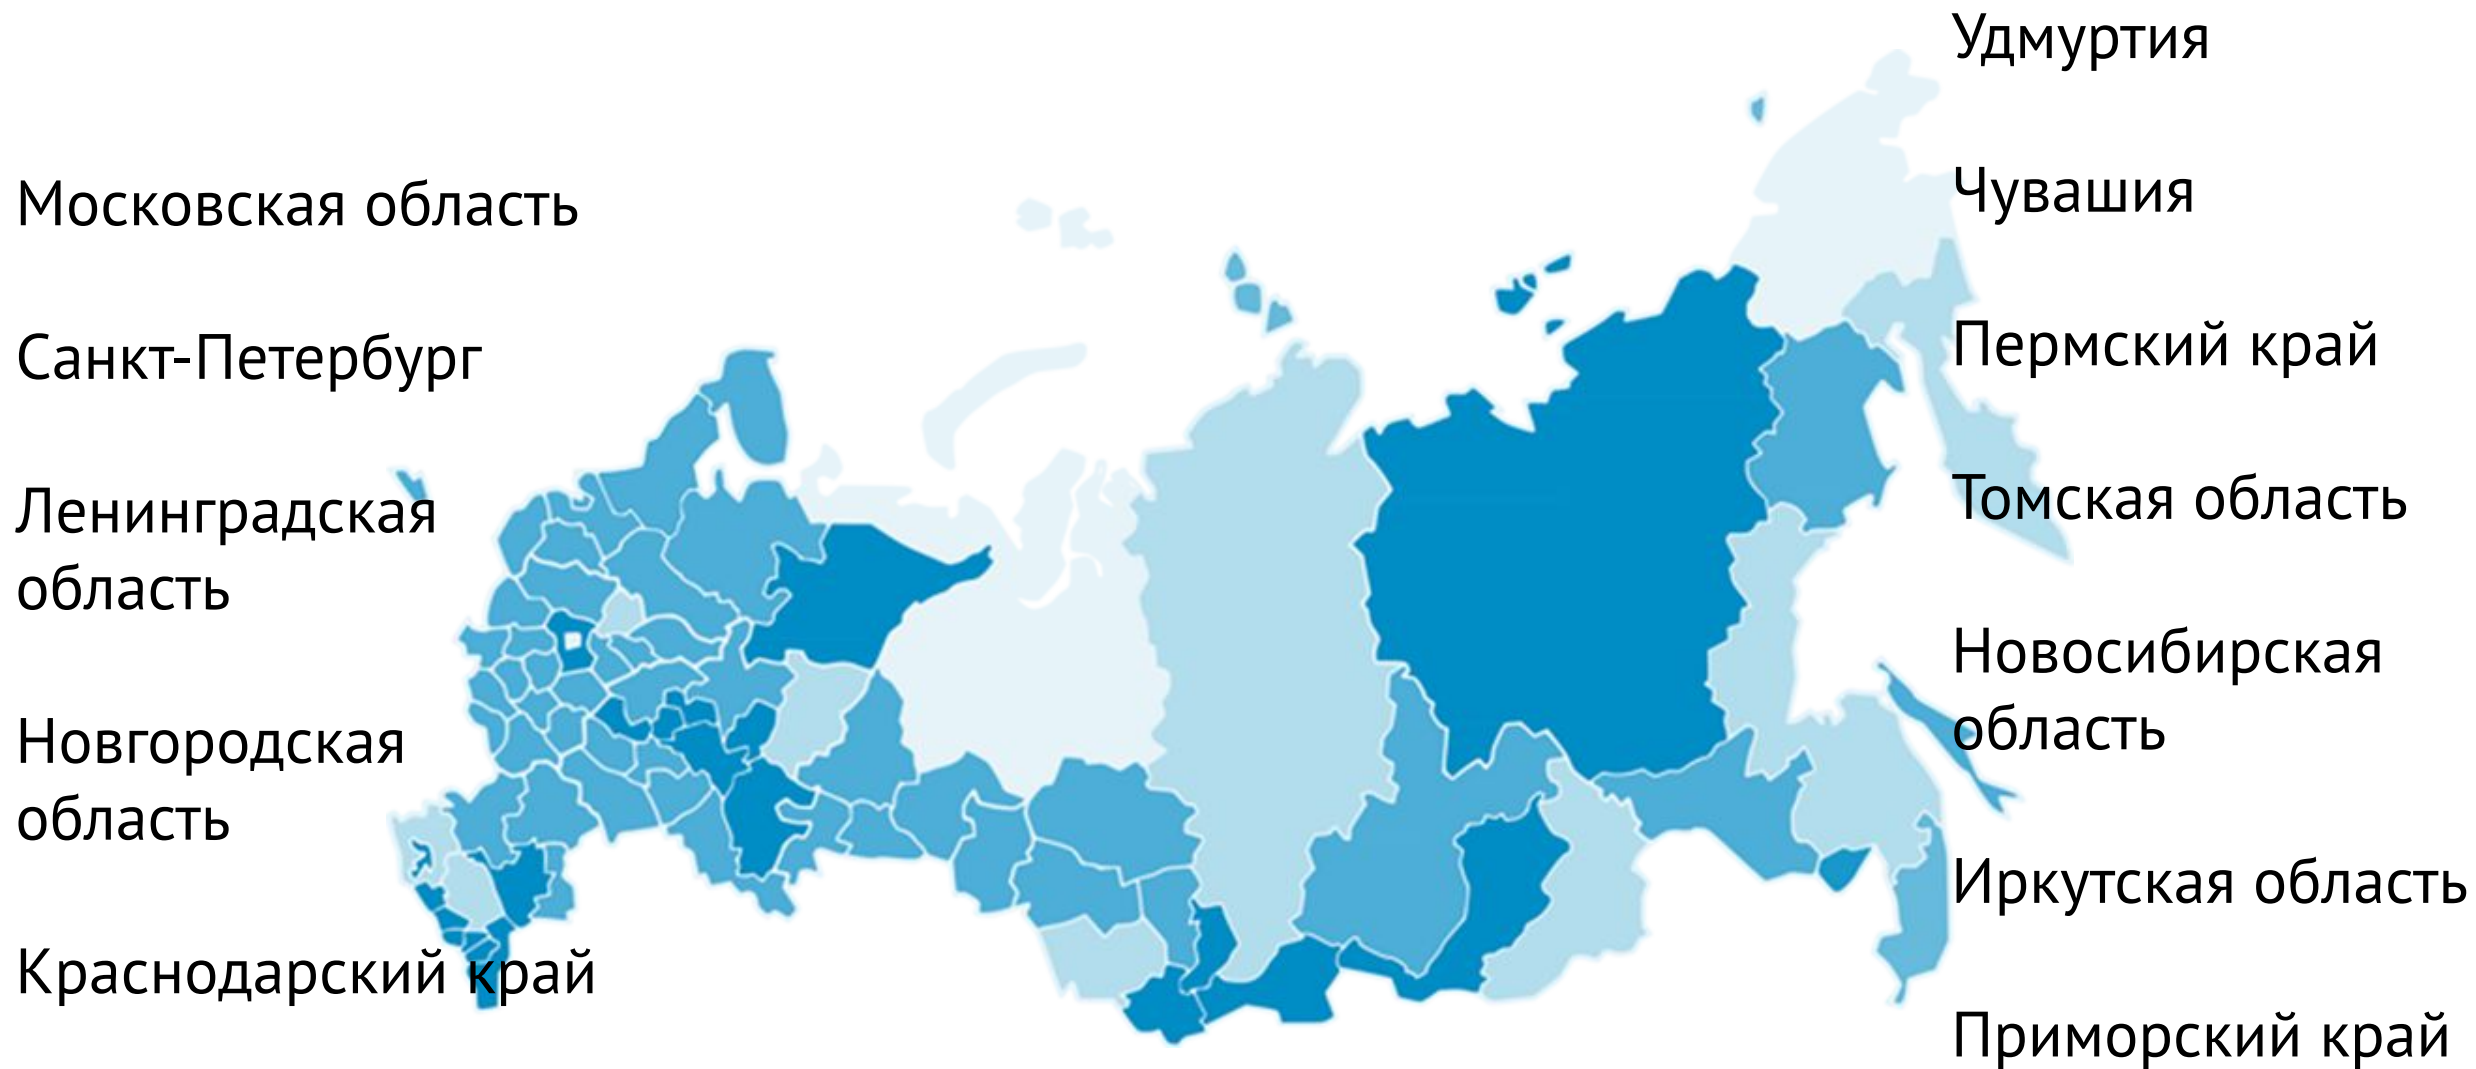 Московская область
Санкт-Петербург
Ленинградская
область
Новгородская
область
Краснодарский край
Удмуртия
Чувашия
Пермский край
Томская область
Новосибирская
область
Иркутская область
Приморский край